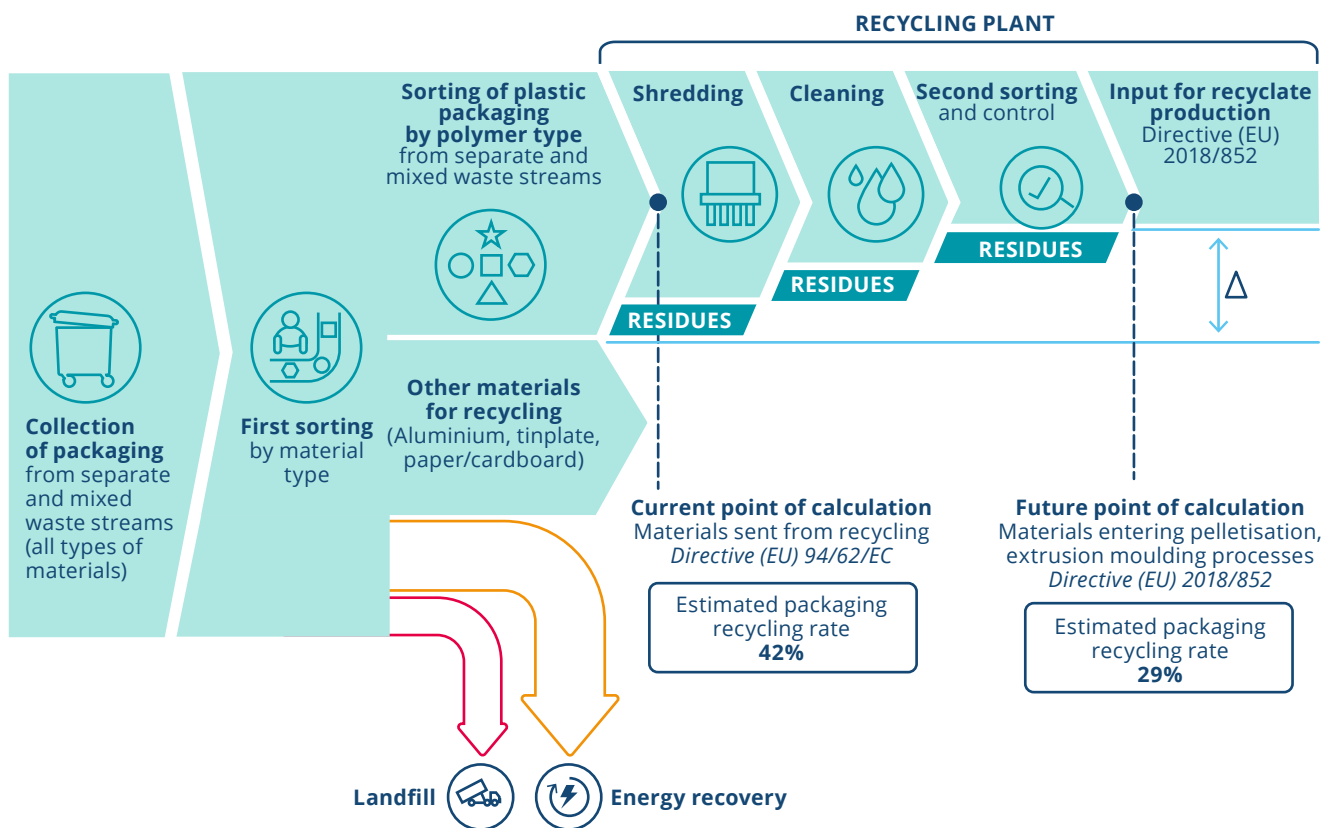 RECYCLING PLANT
Collection
of packaging
from separate
and mixed
waste streams
(all types of
materials)
First sorting
by material
type
Sorting of plastic
packaging
by polymer type
from separate and
mixed waste streams
Other materials
for recycling
(Aluminium, tinplate,
paper/cardboard)
Shredding
RESIDUES
Cleaning
RESIDUES
Second sorting
and control
RESIDUES
Input for recyclate
production
Directive (EU)
2018/852
Δ
Current point of calculation
Materials sent from recycling
Directive (EU) 94/62/EC
Estimated packaging
recycling rate
42%
Future point of calculation
Materials entering pelletisation,
extrusion moulding processes
Directive (EU) 2018/852
Estimated packaging
recycling rate
29%
Landfill
Energy recovery